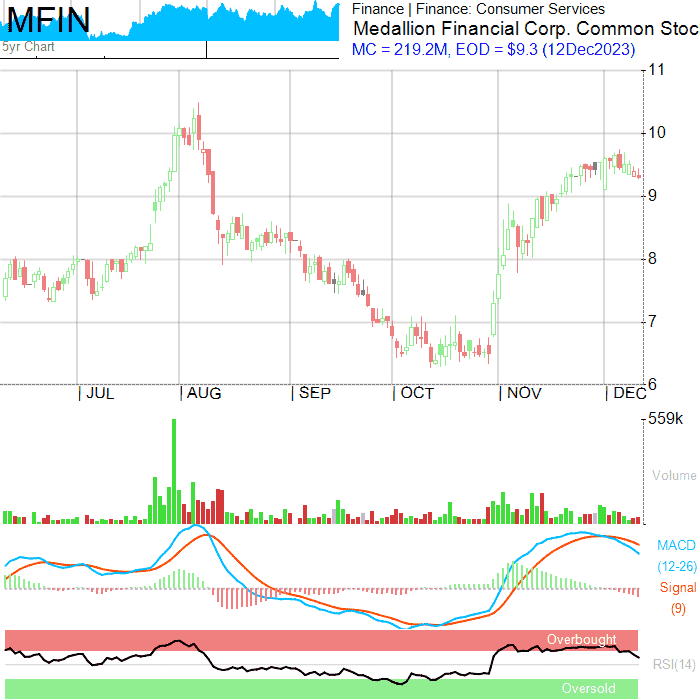 MFIN
5yr Chart
Finance | Finance: Consumer Services
Medallion Financial Corp. Common Stoc
MC = 219.2M, EOD = $9.3 (12Dec2023)
11
10
9
8
7
6
JUL AUG SEP OCT NOV DEC
559k
Volume
MACD
(12-26)
Signal
(9)
Overbought
RSI(14)
Oversold